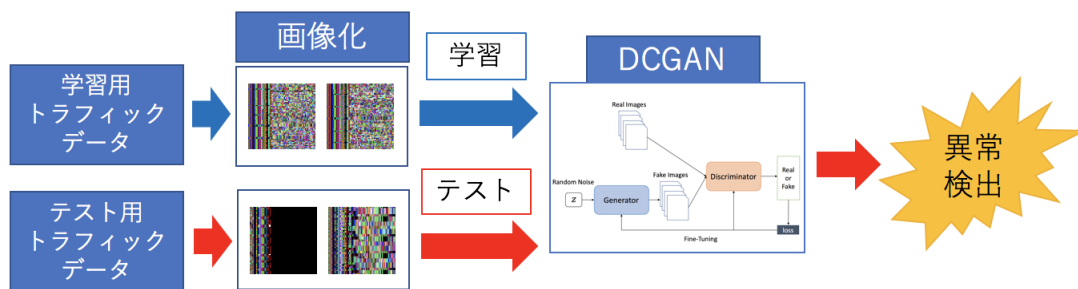 画像化
学習
DCGAN
学習用
トラフィック
データ
Real Images
異常
検出
Discriminator
Real
or
Fake
テスト
Random Noise
Fake Images
z
Generator
loss
Fine-Tuning
テスト用
トラフィック
データ